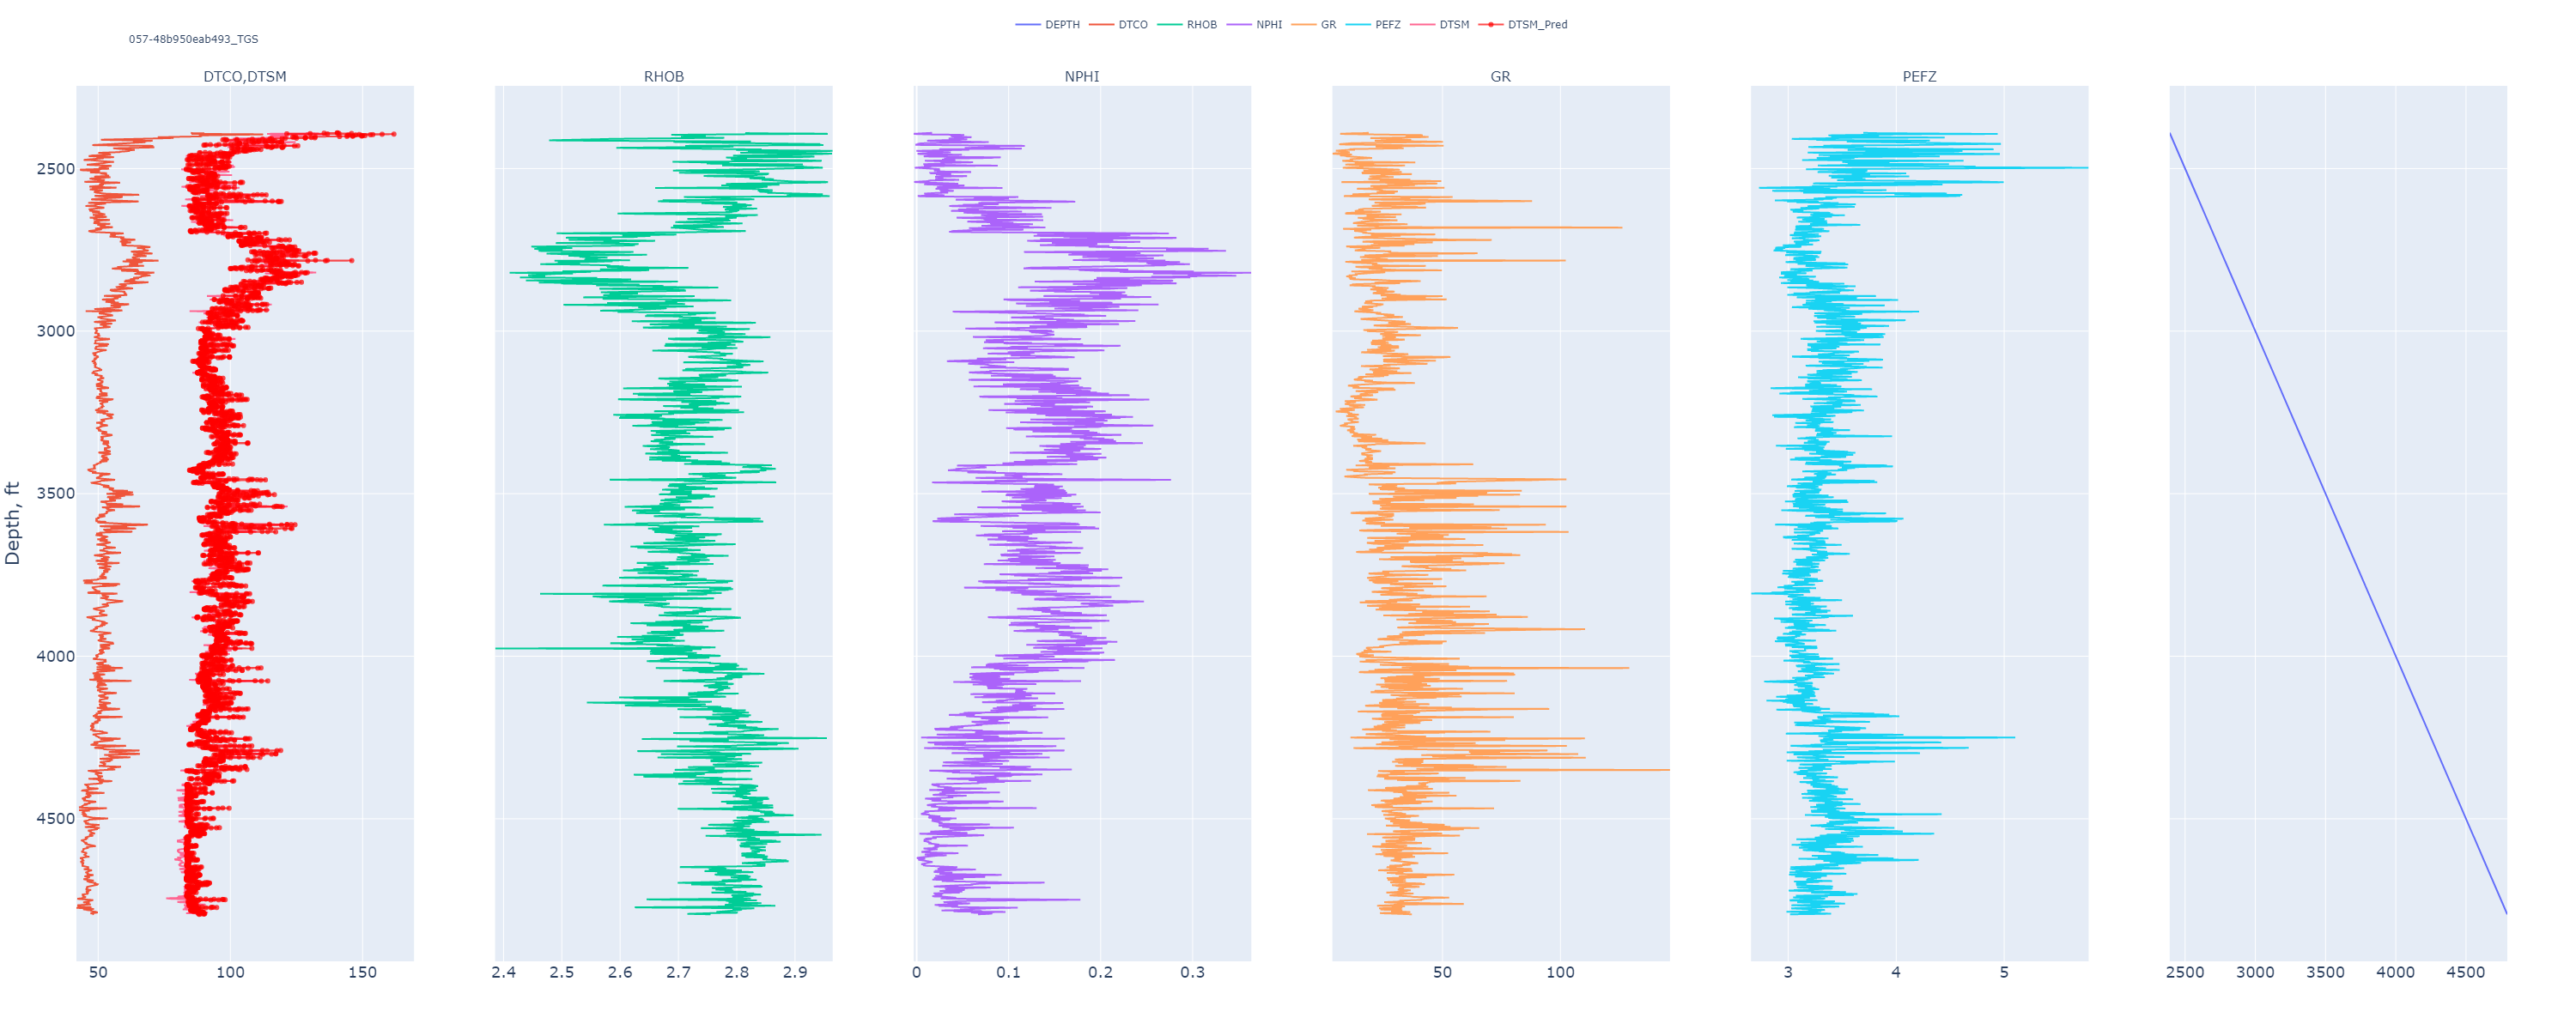 DEPTH DTCO RHOB NPHI GR PEFZ DTSM DTSM_Pred
057-48b950eab493_TGS
DTCO,DTSM RHOB NPHI GR PEFZ
Depth, ft
2500
3000
3500
4000
4500
50 100 150 2.4 2.5 2.6 2.7 2.8 2.9 0 0.1 0.2 0.3 50 100 3 4 5 2500 3000 3500 4000 4500